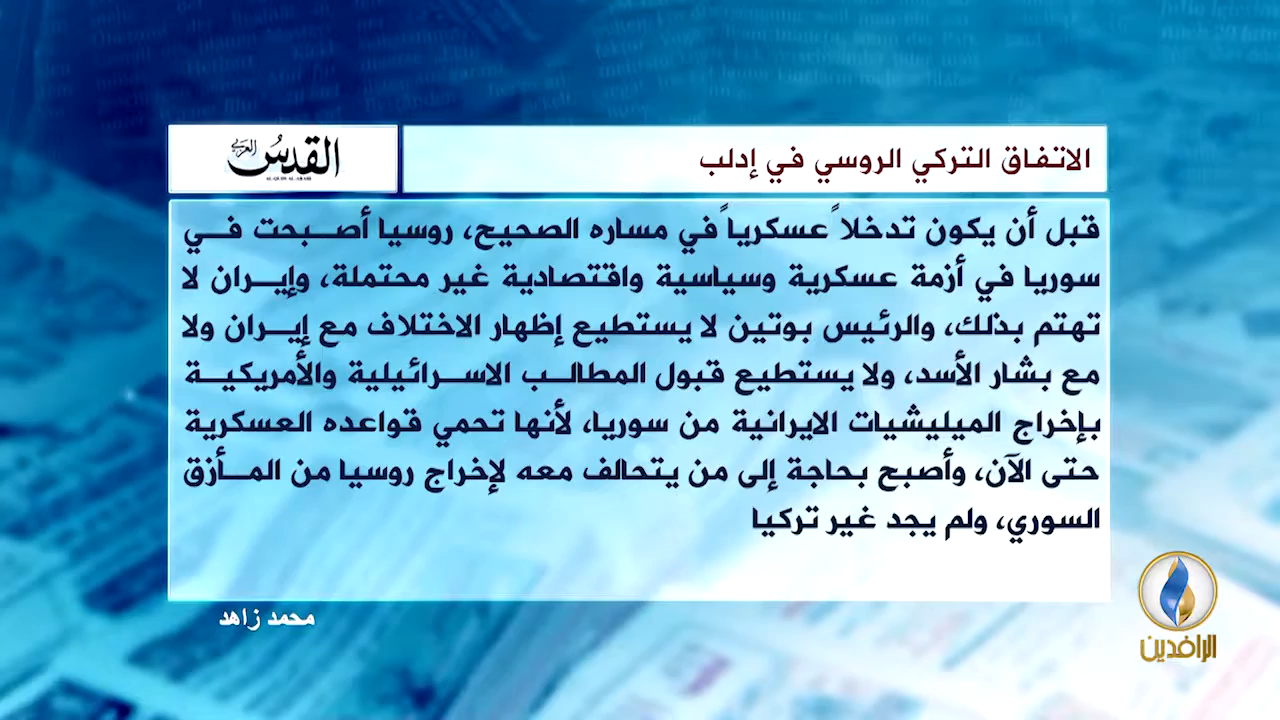 القدس العربي
AL-QUDS AL-ARABI
الاتفاق التركي الروسي في إدلب
قبل أن يكون تدخلاً عسكرياً في مساره الصحيح، روسيا أصبحت في
سوريا في أزمة عسكرية وسياسية واقتصادية غير محتملة، وإيران لا
تهتم بذلك، والرئيس بوتين لا يستطيع إظهار الاختلاف مع إيران ولا
مع بشار الأسد، ولا يستطيع قبول المطالب الاسرائيلية والأمريكية
بإخراج الميليشيات الايرانية من سوريا، لأنها تحمي قواعده العسكرية
حتى الآن، وأصبح بحاجة إلى من يتحالف معه لإخراج روسيا من المأزق
السوري، ولم يجد غير تركيا
محمد زاهد
الرافدين